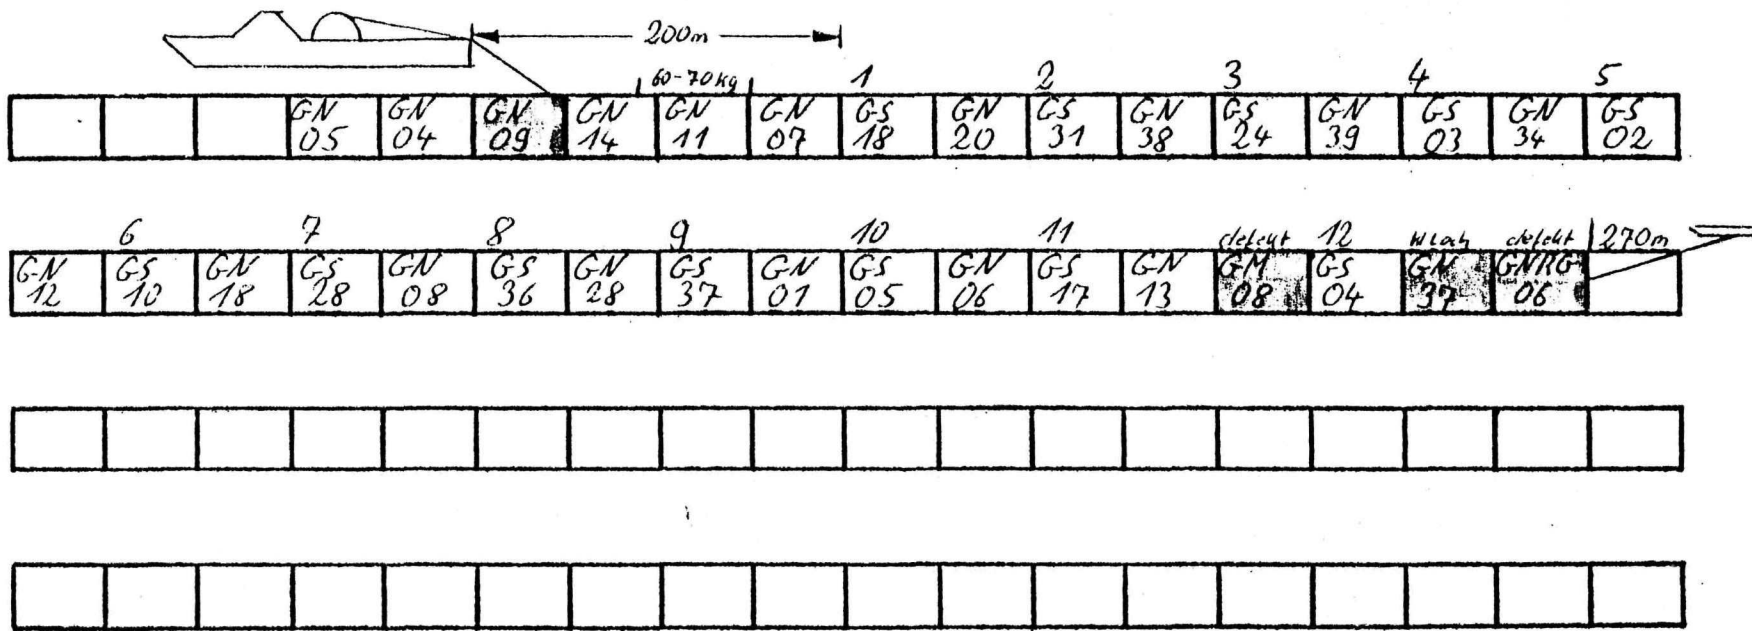 200m
60-70kg 1 2 3 4 5
GN 05 GN 04 GN 09 GN 14 GN 11 GN 07 GS 18 GN 20 GS 31 GN 38 GS 24 GN 39 GS 03 GN 34 GS 02
6 7 8 9 10 11 defekt 12 defekt 270m
GN 12 GS 10 GN 18 GS 28 GN 08 GS 36 GN 28 GS 37 GN 01 GS 05 GN 06 GS 17 GN 13 GM 08 GS 04 GN 37 GNRG 06